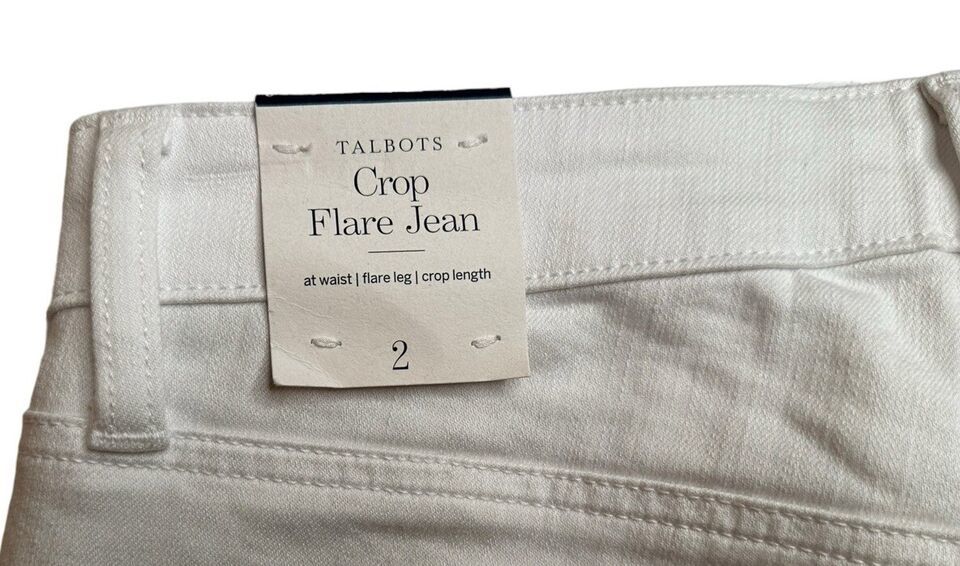 TALBOTS
Crop
Flare Jean
at waist | flare leg | crop length
2